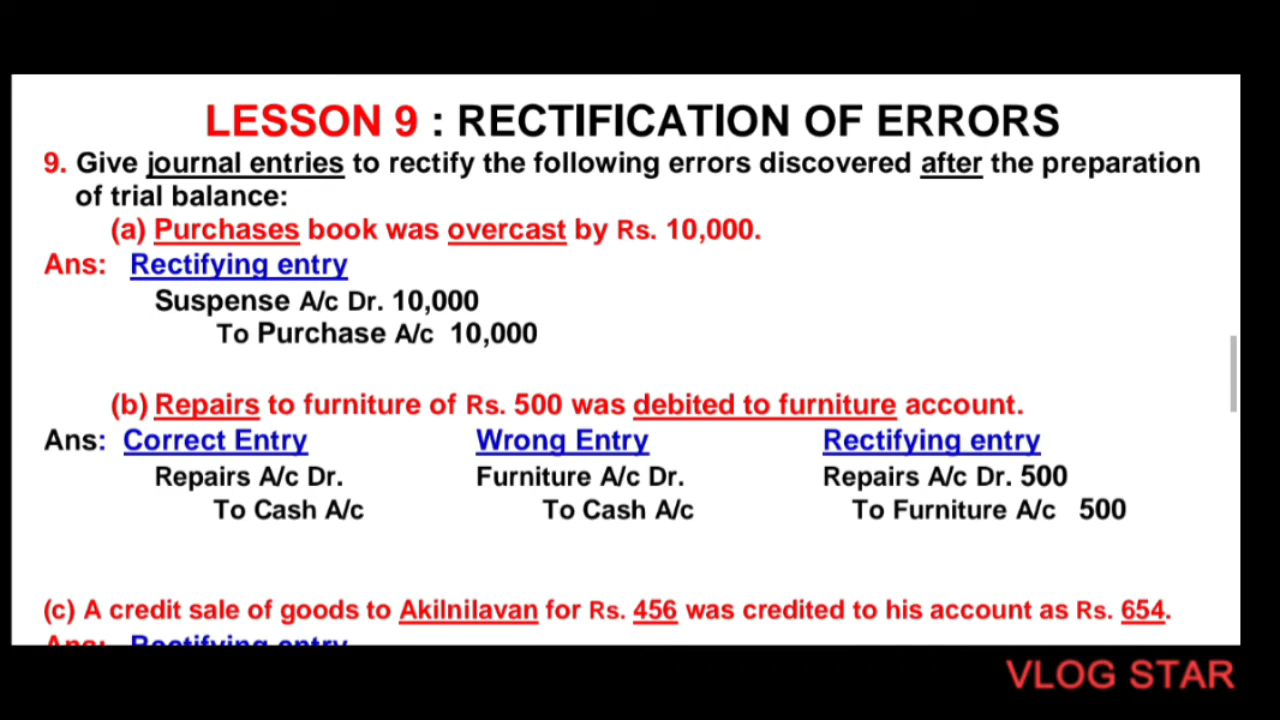 LESSON 9 : RECTIFICATION OF ERRORS
9. Give journal entries to rectify the following errors discovered after the preparation
of trial balance:
(a) Purchases book was overcast by Rs. 10,000.
Ans: Rectifying entry
Suspense A/c Dr. 10,000
To Purchase A/c 10,000
(b) Repairs to furniture of Rs. 500 was debited to furniture account.
Ans: Correct Entry Wrong Entry Rectifying entry
Repairs A/c Dr. Furniture A/c Dr. Repairs A/c Dr. 500
To Cash A/c To Cash A/c To Furniture A/c 500
(c) A credit sale of goods to Akilnilavan for Rs. 456 was credited to his account as Rs. 654.
Ans: Rectifying entry
VLOG STAR